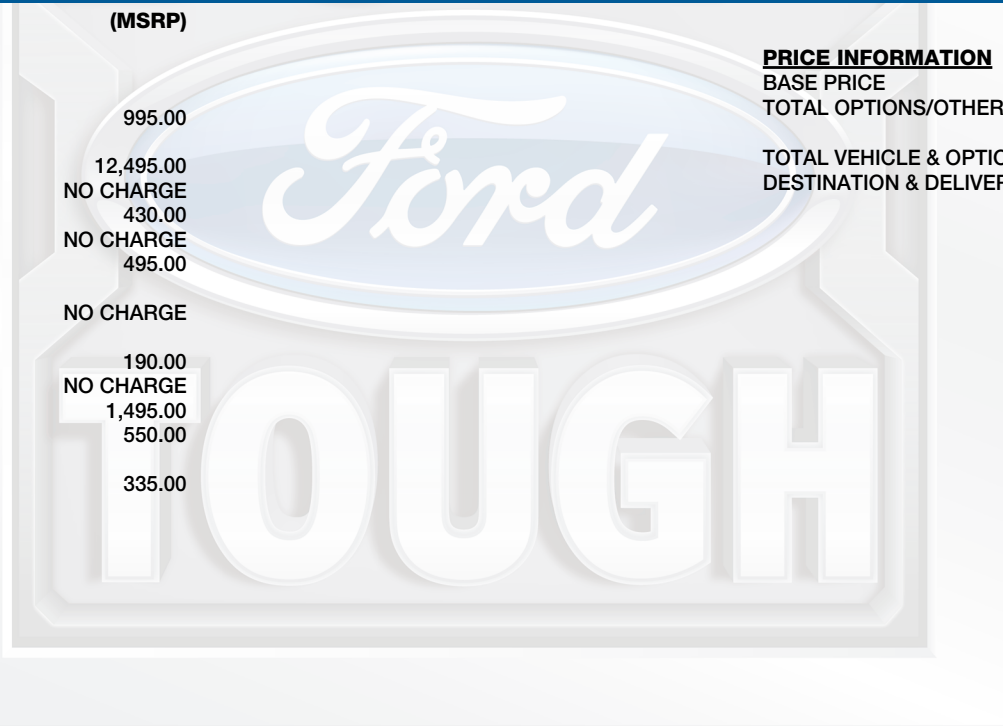 (MSRP)
995.00
12,495.00
NO CHARGE
430.00
NO CHARGE
495.00
NO CHARGE
190.00
NO CHARGE
1,495.00
550.00
335.00
PRICE INFORMATION
BASE PRICE
TOTAL OPTIONS/OTHER
TOTAL VEHICLE & OPTIO
DESTINATION & DELIVER
Ford
TOUGH